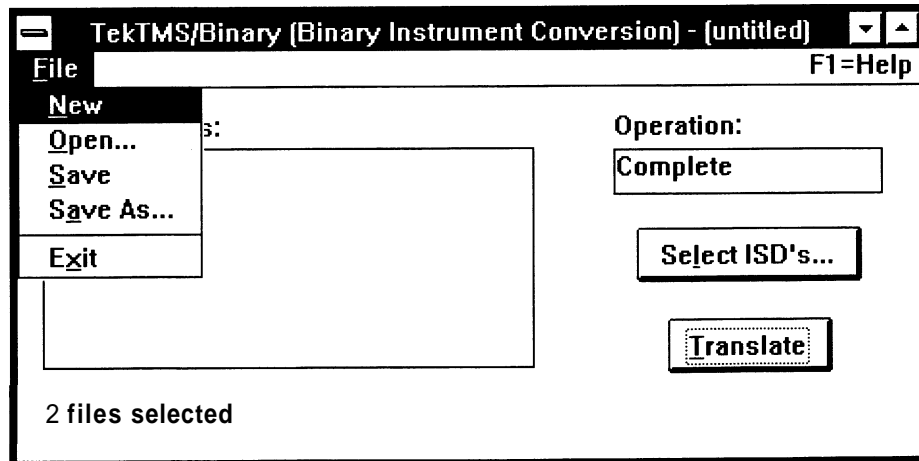 TekTMS/Binary (Binary Instrument Conversion) - (untitled)
File
F1=Help
New
Open...
Save
Save As...
Exit
s:
Operation:
Complete
Select ISD's...
Translate
2 files selected